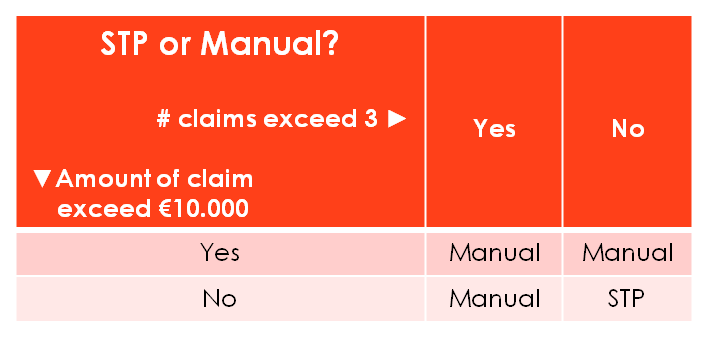 STP or Manual?
# claims exceed 3 ►
Yes
No
▼Amount of claim
exceed €10.000
Yes
Manual
Manual
No
Manual
STP